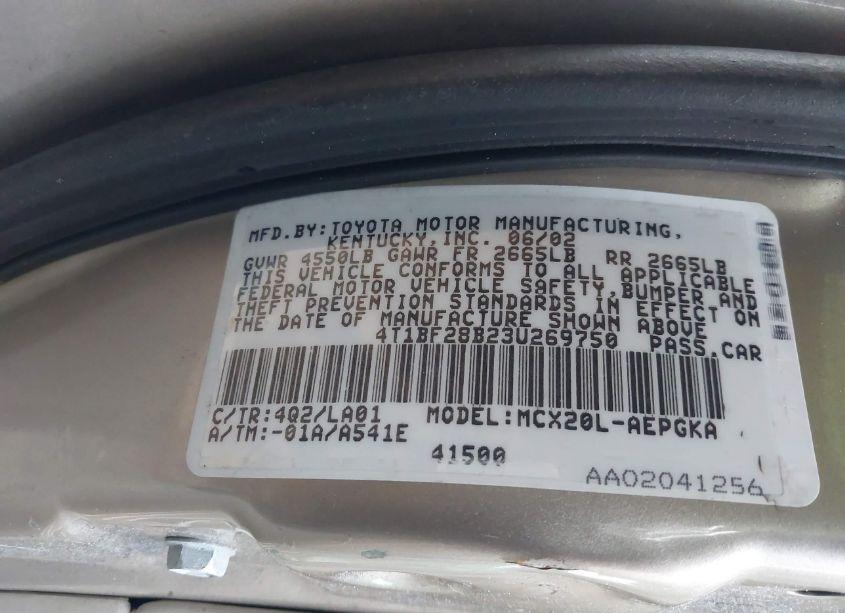 MFD.BY:TOYOTA MOTOR MANUFACTURING,
KENTUCKY,INC. 06/02
GVWR 4550LB GAWR FR 2665LB RR 2665LB
THIS VEHICLE CONFORMS TO ALL APPLICABLE
FEDERAL MOTOR VEHICLE SAFETY,BUMPER AND
THEFT PREVENTION STANDARDS IN EFFECT ON
THE DATE OF MANUFACTURE SHOWN ABOVE
4T1BF28B23U269750 PASS.CAR
C/TR:4Q2/LA01 MODEL:MCX20L-AEPGKA
A/TM:-01A/A541E
41500
AA02041256